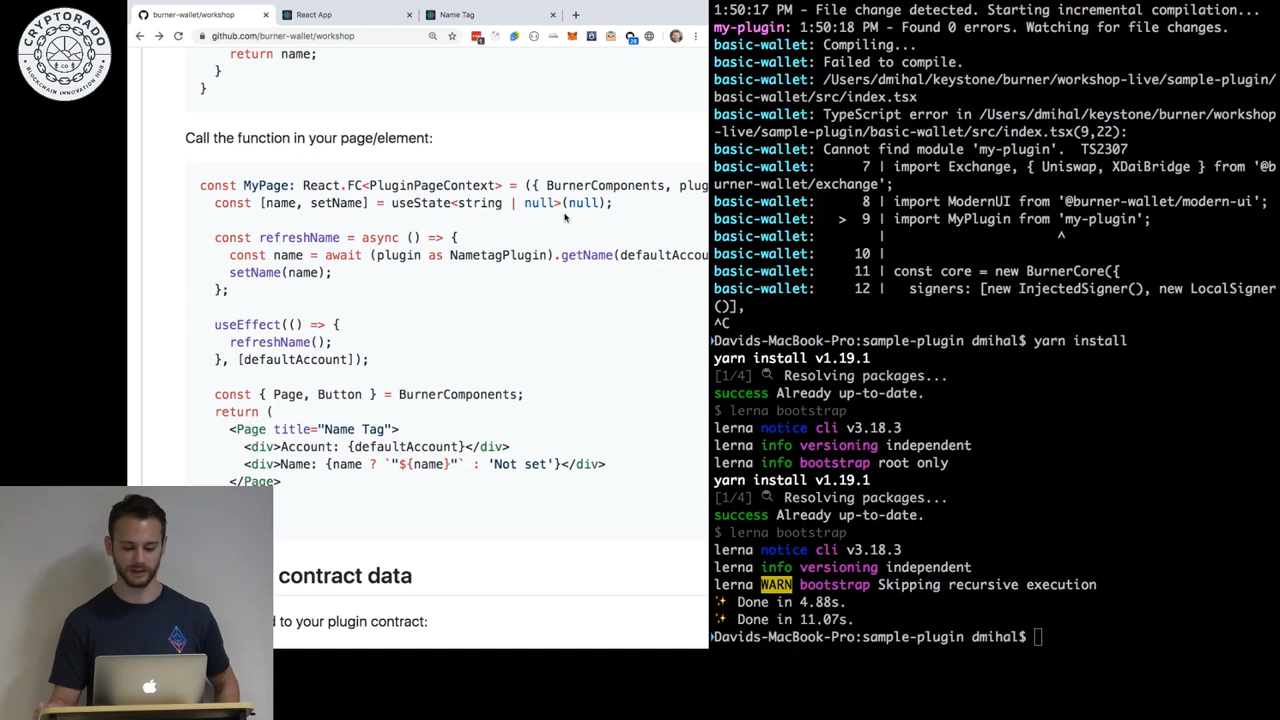 CRYPTORADO
BLOCKCHAIN INNOVATION HUB
CA
burner-wallet/workshop
React App
Name Tag
github.com/burner-wallet/workshop
return name;
}
}
Call the function in your page/element:
const MyPage: React.FC<PluginPageContext> = ({ BurnerComponents, plug
const [name, setName] = useState<string | null>(null);
const refreshName = async () => {
const name = await (plugin as NametagPlugin).getName(defaultAccou
setName(name);
};
useEffect(() => {
refreshName();
}, [defaultAccount]);
const { Page, Button } = BurnerComponents;
return (
<Page title="Name Tag">
<div>Account: {defaultAccount}</div>
<div>Name: {name ? `"${name}"` : 'Not set'}</div>
</Page>
contract data
d to your plugin contract:
1:50:17 PM - File change detected. Starting incremental compilation...
my-plugin: 1:50:18 PM - Found 0 errors. Watching for file changes.
basic-wallet: Compiling...
basic-wallet: Failed to compile.
basic-wallet: /Users/dmihal/keystone/burner/workshop-live/sample-plugin/
basic-wallet/src/index.tsx
basic-wallet: TypeScript error in /Users/dmihal/keystone/burner/workshop
-live/sample-plugin/basic-wallet/src/index.tsx(9,22):
basic-wallet: Cannot find module 'my-plugin'.  TS2307
basic-wallet: 7 | import Exchange, { Uniswap, XDaiBridge } from '@b
urner-wallet/exchange';
basic-wallet: 8 | import ModernUI from '@burner-wallet/modern-ui';
basic-wallet: > 9 | import MyPlugin from 'my-plugin';
basic-wallet: | ^
basic-wallet: 10 |
basic-wallet: 11 | const core = new BurnerCore({
basic-wallet: 12 | signers: [new InjectedSigner(), new LocalSigner
()],
^C
Davids-MacBook-Pro:sample-plugin dmihal$ yarn install
yarn install v1.19.1
[1/4] 🔍 Resolving packages...
success Already up-to-date.
$ lerna bootstrap
lerna notice cli v3.18.3
lerna info versioning independent
lerna info bootstrap root only
yarn install v1.19.1
[1/4] 🔍 Resolving packages...
success Already up-to-date.
$ lerna bootstrap
lerna notice cli v3.18.3
lerna info versioning independent
lerna WARN bootstrap Skipping recursive execution
✨ Done in 4.88s.
✨ Done in 11.07s.
Davids-MacBook-Pro:sample-plugin dmihal$